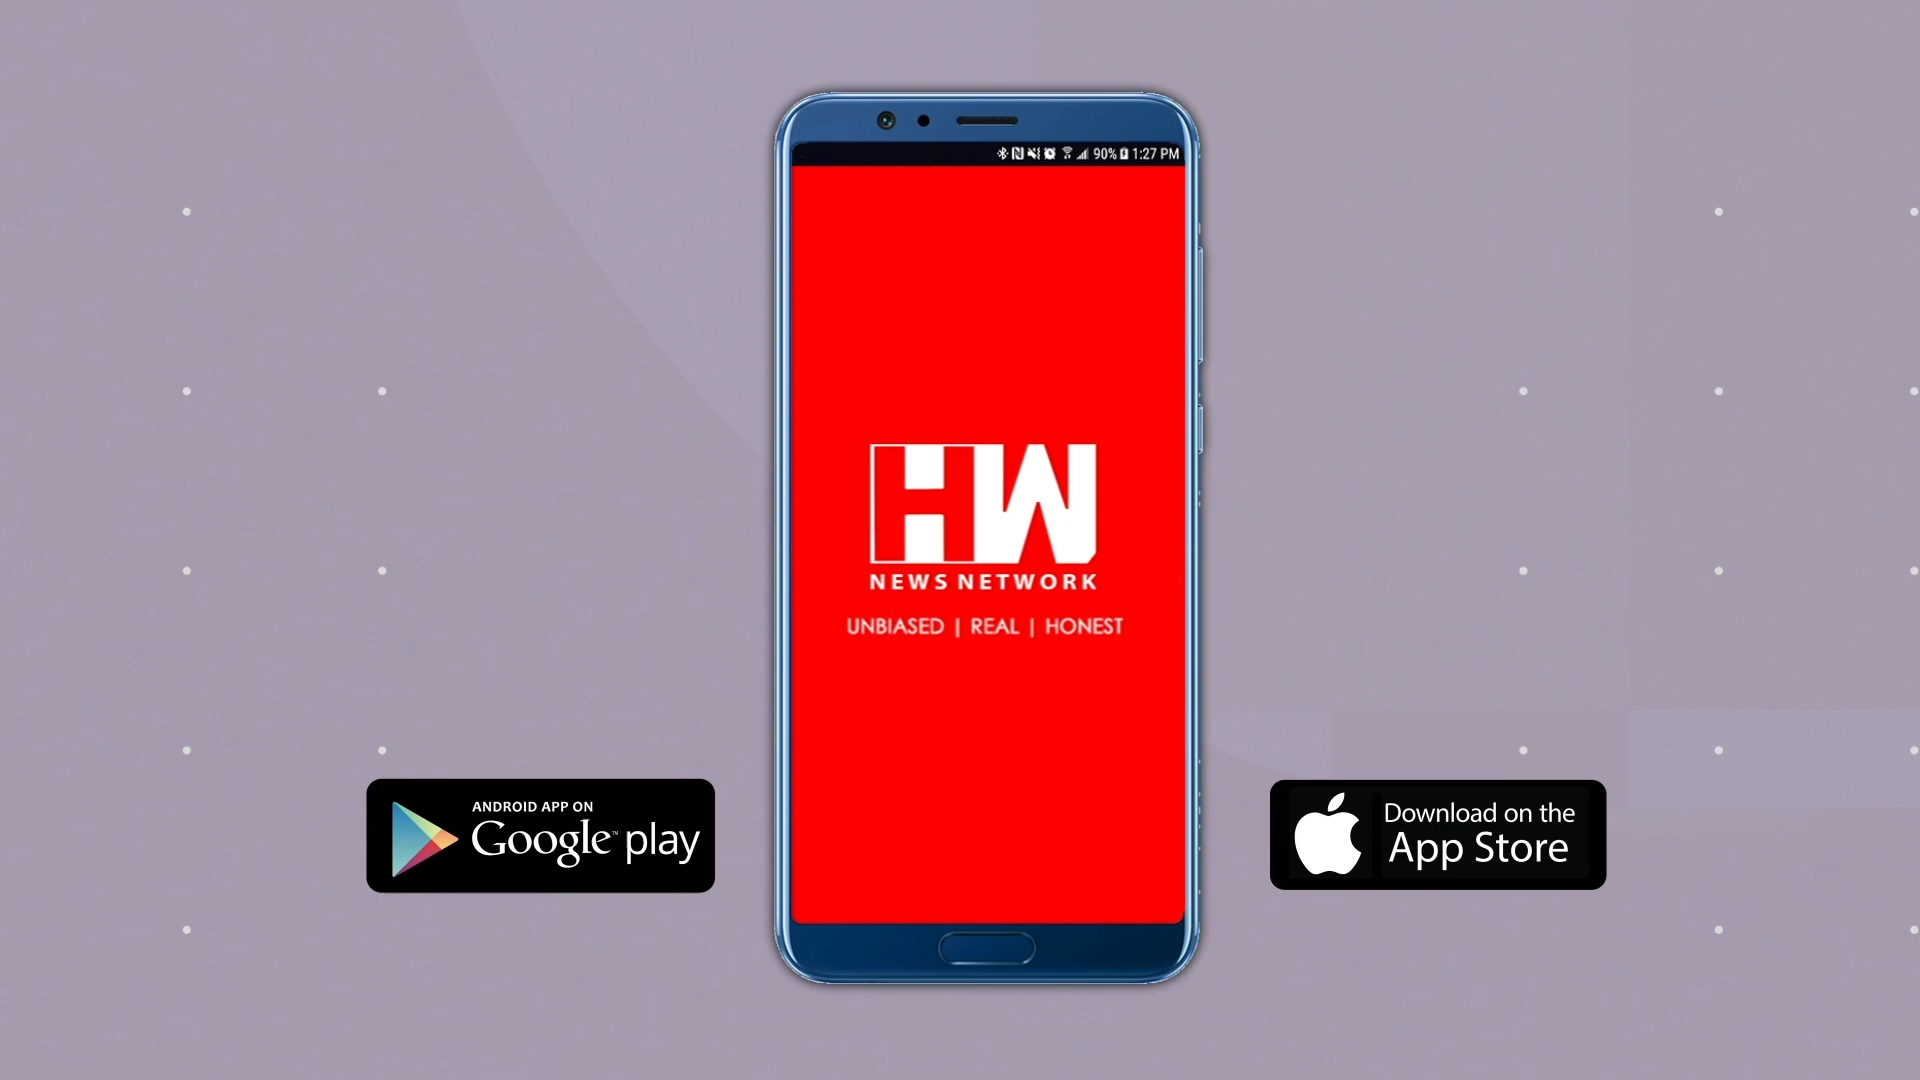 90% 1:27 PM
HW
NEWS NETWORK
UNBIASED | REAL | HONEST
ANDROID APP ON
Google™ play
Download on the
App Store